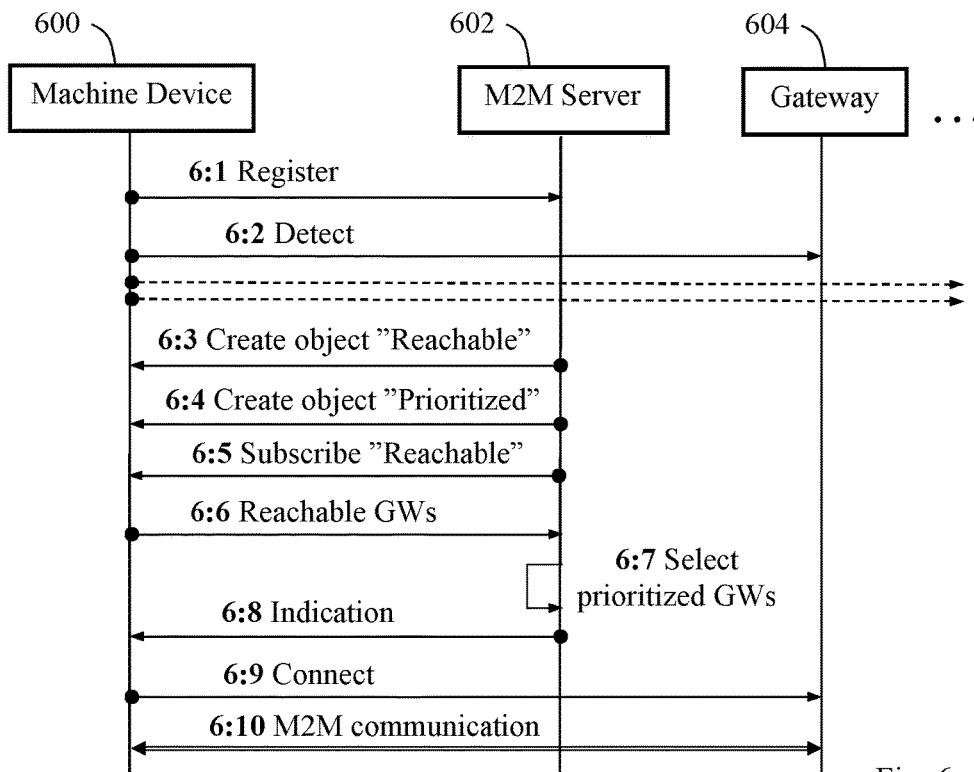 600
602
604
Machine Device
M2M Server
Gateway
. . .
6:1 Register
6:2 Detect
6:3 Create object ”Reachable”
6:4 Create object “Prioritized”
6:5 Subscribe ”Reachable”
6:6 Reachable GWs
6:7 Select
prioritized GWs
6:8 Indication
6:9 Connect
6:10 M2M communication